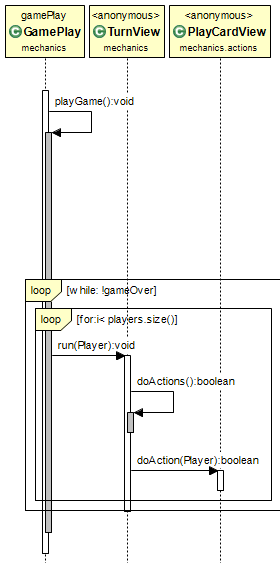 gamePlay
GamePlay
mechanics
<anonymous>
TurnView
mechanics
<anonymous>
PlayCardView
mechanics.actions
playGame():void
loop [while: !gameOver]
loop [for:i< players.size()]
run(Player):void
doActions():boolean
doAction(Player):boolean